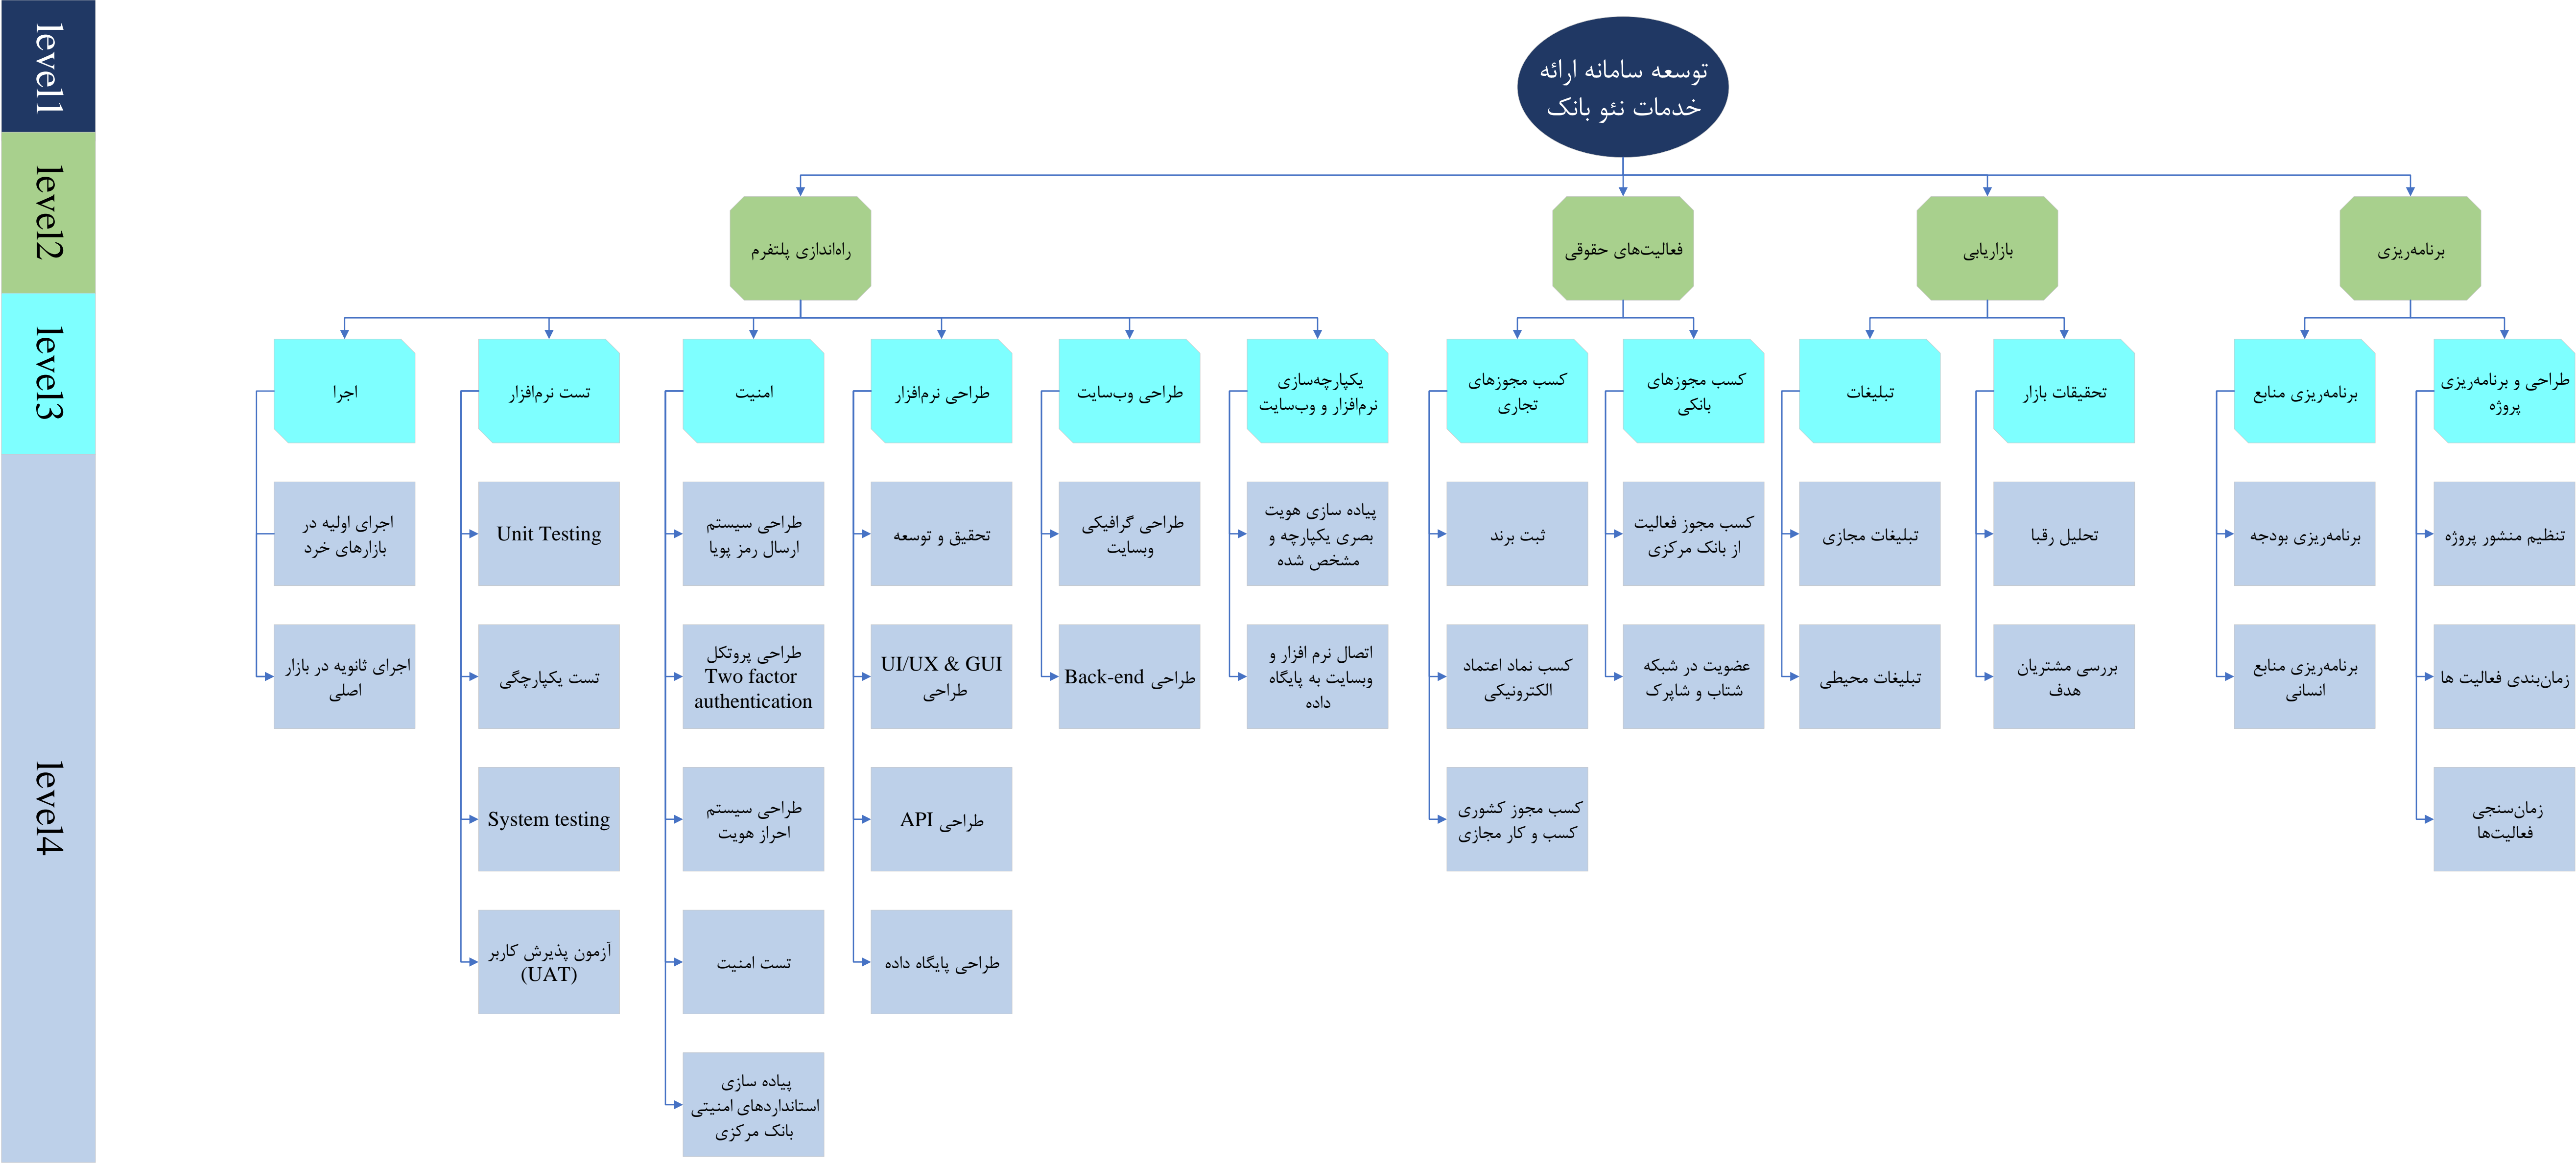 level1
توسعه سامانه ارائه
خدمات نئو بانک
level2
برنامه‌ریزی
بازاریابی
فعالیت‌های حقوقی
راه‌اندازی پلتفرم
level3
طراحی و برنامه‌ریزی
پروژه
برنامه‌ریزی منابع
تحقیقات بازار
تبلیغات
کسب مجوزهای
بانکی
کسب مجوزهای
تجاری
یکپارچه‌سازی
نرم‌افزار و وب‌سایت
طراحی وب‌سایت
طراحی نرم‌افزار
امنیت
تست نرم‌افزار
اجرا
level4
تنظیم منشور پروژه
برنامه‌ریزی بودجه
تحلیل رقبا
تبلیغات مجازی
کسب مجوز فعالیت
از بانک مرکزی
ثبت برند
پیاده سازی هویت
بصری یکپارچه و
مشخص شده
طراحی گرافیکی
وبسایت
تحقیق و توسعه
طراحی سیستم
ارسال رمز پویا
Unit Testing
اجرای اولیه در
بازارهای خرد
زمان‌بندی فعالیت ها
برنامه‌ریزی منابع
انسانی
بررسی مشتریان
هدف
تبلیغات محیطی
عضویت در شبکه
شتاب و شاپرک
کسب نماد اعتماد
الکترونیکی
اتصال نرم افزار و
وبسایت به پایگاه
داده
طراحی Back-end
UI/UX & GUI
طراحی
طراحی پروتکل
Two factor
authentication
تست یکپارچگی
اجرای ثانویه در بازار
اصلی
زمان‌سنجی
فعالیت‌ها
کسب مجوز کشوری
کسب و کار مجازی
طراحی API
طراحی سیستم
احراز هویت
System testing
طراحی پایگاه داده
تست امنیت
آزمون پذیرش کاربر
(UAT)
پیاده سازی
استانداردهای امنیتی
بانک مرکزی